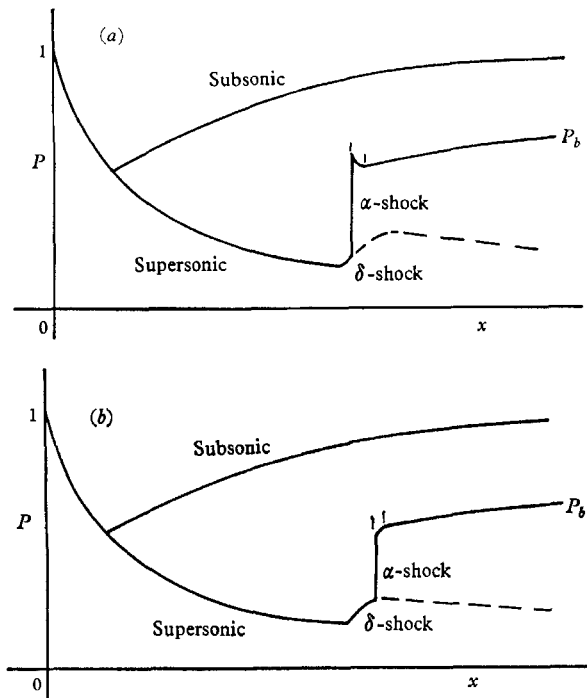 (a)
1
Subsonic
P
P_b
α-shock
δ-shock
Supersonic
0
x
(b)
1
Subsonic
P
P_b
α-shock
δ-shock
Supersonic
0
x